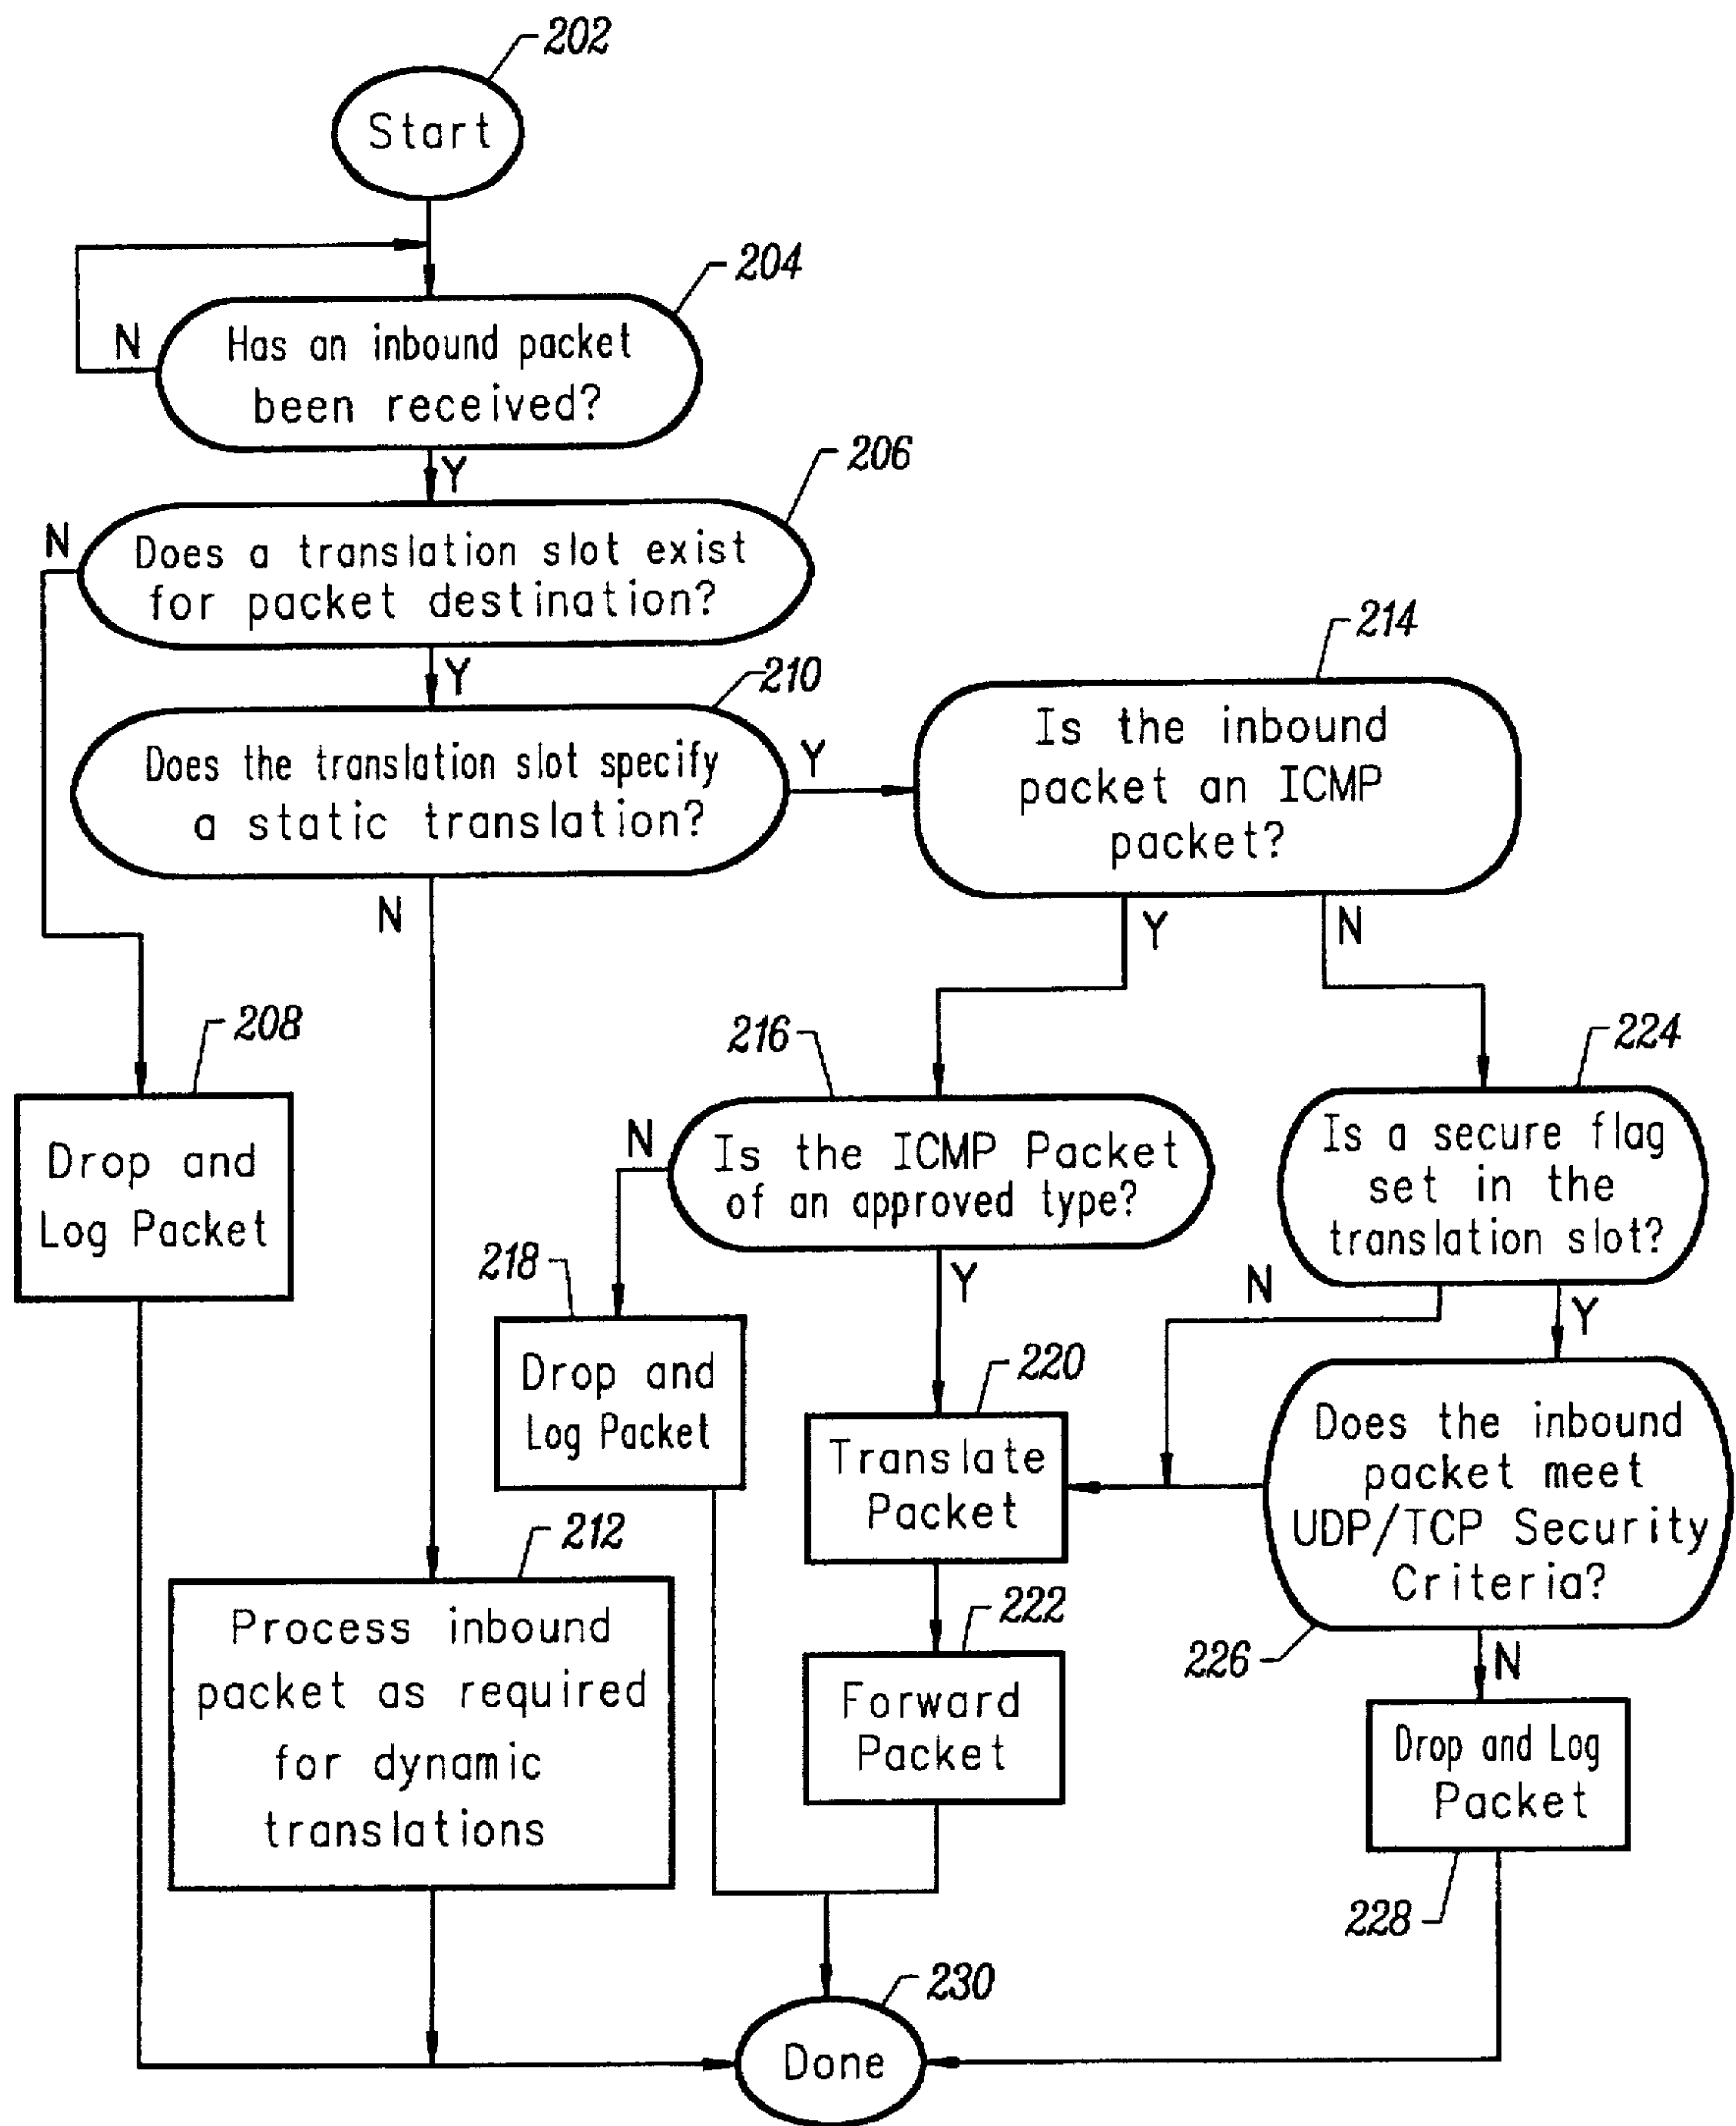 202
Start
204
N
Has an inbound packet
been received?
Y
206
N
Does a translation slot exist
for packet destination?
Y
210
Does the translation slot specify
a static translation?
Y
N
214
Is the inbound
packet an ICMP
packet?
Y
N
208
Drop and
Log Packet
216
Is the ICMP Packet
of an approved type?
N
Y
224
Is a secure flag
set in the
translation slot?
N
Y
218
Drop and
Log Packet
220
Translate
Packet
Does the inbound
packet meet
UDP/TCP Security
Criteria?
226
N
212
Process inbound
packet as required
for dynamic
translations
222
Forward
Packet
Drop and Log
Packet
228
230
Done